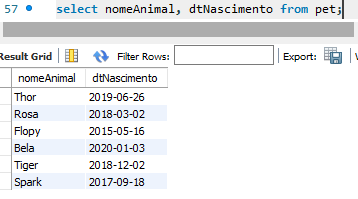 57 select nomeAnimal, dtNascimento from pet;
Result Grid Filter Rows: Export:
nomeAnimal dtNascimento
Thor 2019-06-26
Rosa 2018-03-02
Flopy 2015-05-16
Bela 2020-01-03
Tiger 2018-12-02
Spark 2017-09-18